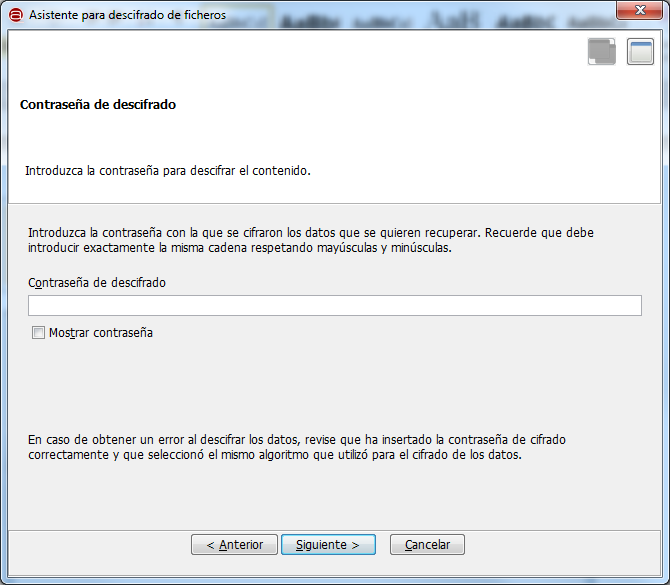 Asistente para descifrado de ficheros
Contraseña de descifrado
Introduzca la contraseña para descifrar el contenido.
Introduzca la contraseña con la que se cifraron los datos que se quieren recuperar. Recuerde que debe
introducir exactamente la misma cadena respetando mayúsculas y minúsculas.
Contraseña de descifrado
Mostrar contraseña
En caso de obtener un error al descifrar los datos, revise que ha insertado la contraseña de cifrado
correctamente y que seleccionó el mismo algoritmo que utilizó para el cifrado de los datos.
< Anterior Siguiente > Cancelar